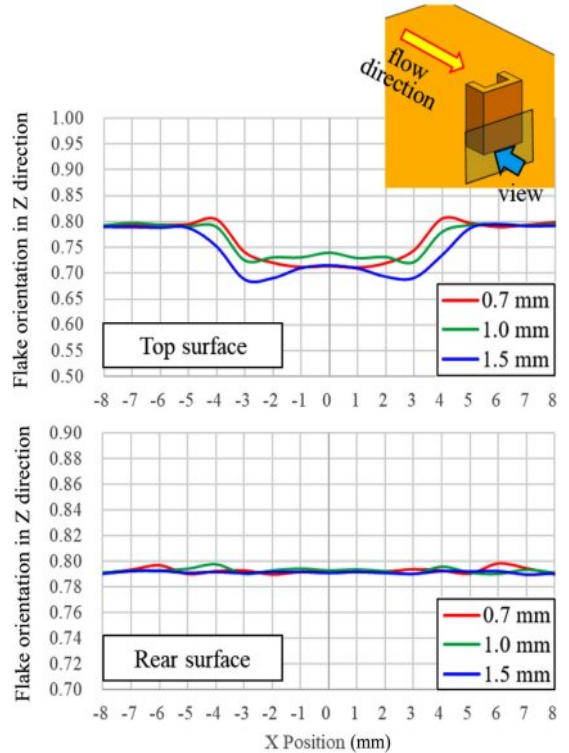 flow
direction
view
Flake orientation in Z direction
1.00
0.95
0.90
0.85
0.80
0.75
0.70
0.65
0.60
0.55
0.50
0.7 mm
1.0 mm
1.5 mm
Top surface
-8 -7 -6 -5 -4 -3 -2 -1 0 1 2 3 4 5 6 7 8
Flake orientation in Z direction
0.90
0.88
0.86
0.84
0.82
0.80
0.78
0.76
0.74
0.72
0.70
0.7 mm
1.0 mm
1.5 mm
Rear surface
-8 -7 -6 -5 -4 -3 -2 -1 0 1 2 3 4 5 6 7 8
X Position (mm)